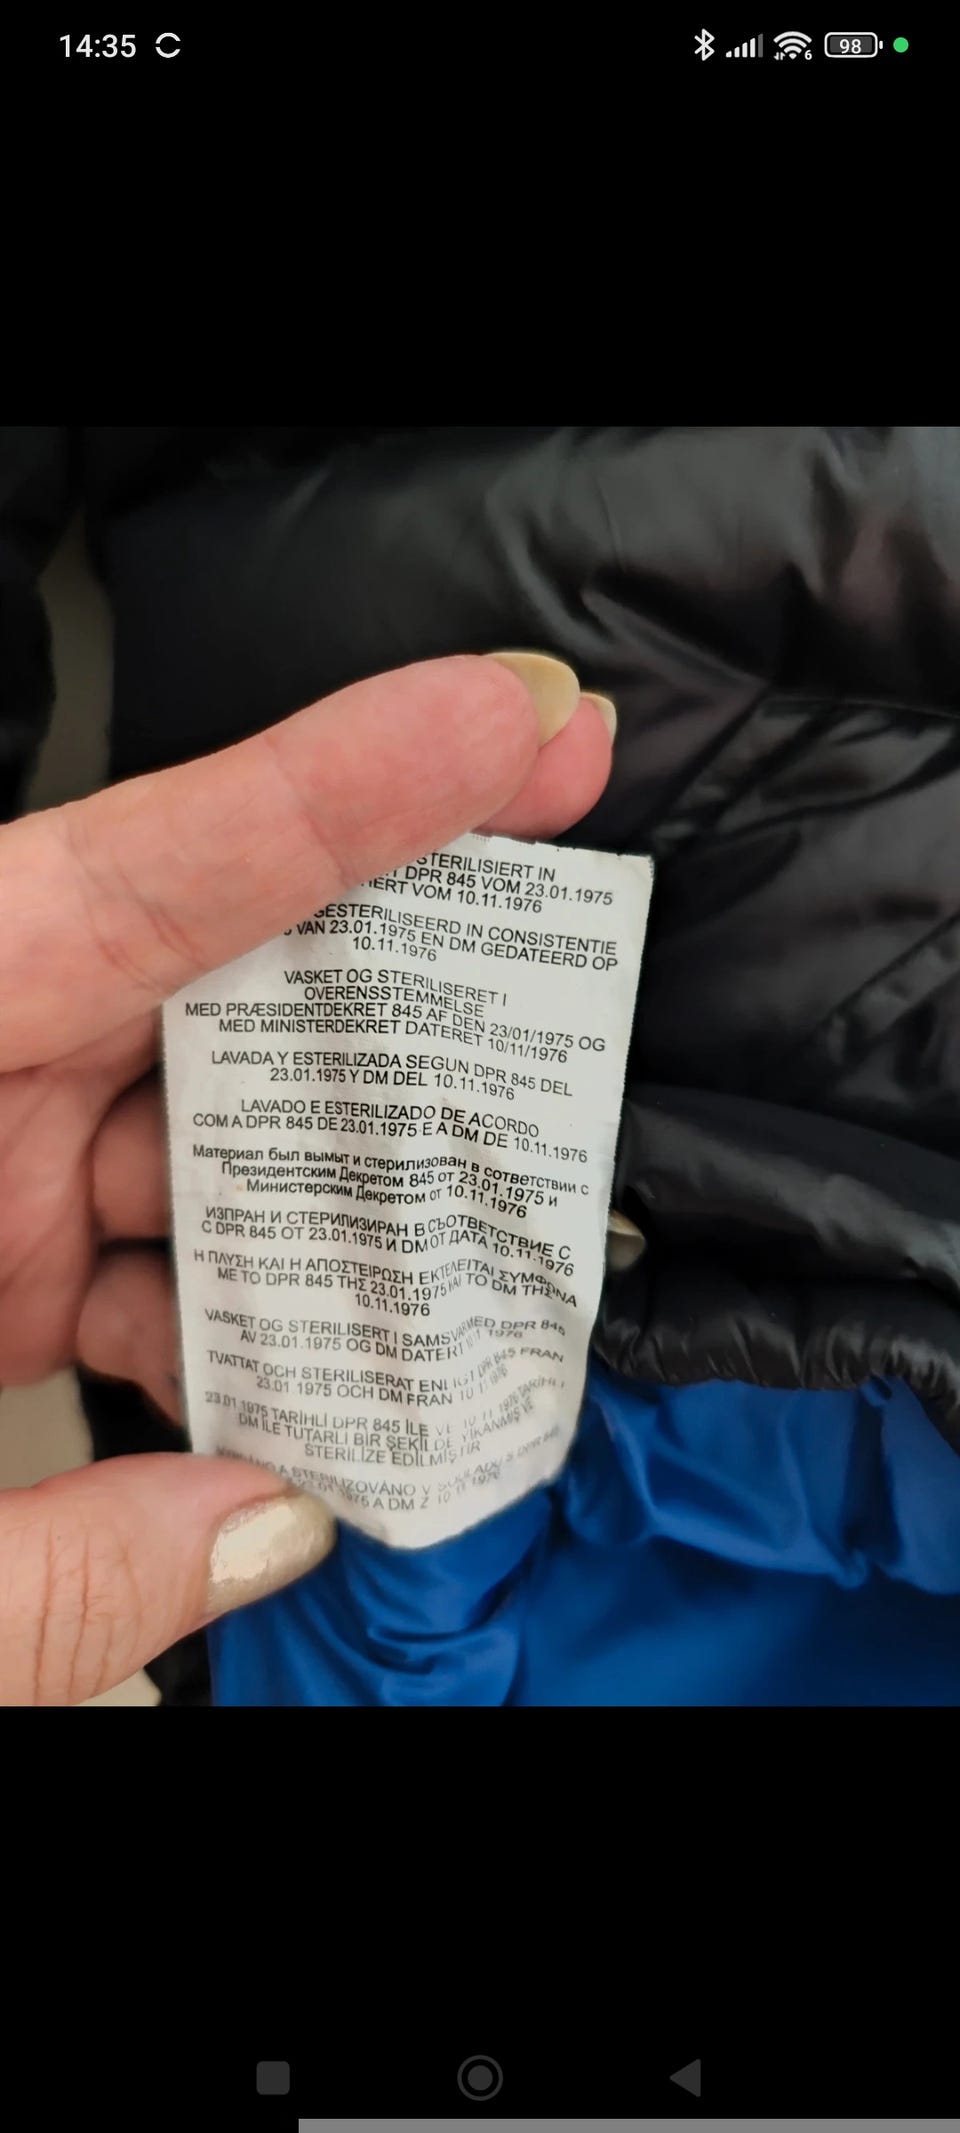 14:35
98
6
STERILISIERT IN
DPR 845 VOM 23.01.1975
VOM 10.11.1976
GESTERILISEERD IN CONSISTENTIE
VAN 23.01.1975 EN DM GEDATEERD OP
10.11.1976
VASKET OG STERILISERET I
OVERENSSTEMMELSE
MED PRÆSIDENTDEKRET 845 AF DEN 23/01/1975 OG
MED MINISTERDEKRET DATERET 10/11/1976
LAVADA Y ESTERILIZADA SEGUN DPR 845 DEL
23.01.1975 Y DM DEL 10.11.1976
LAVADO E ESTERILIZADO DE ACORDO
COM A DPR 845 DE 23.01.1975 E A DM DE 10.11.1976
Материал был вымыт и стерилизован в сответствии с
Президентским Декретом 845 от 23.01.1975 и
Министерским Декретом от 10.11.1976
ИЗПРАН И СТЕРИЛИЗИРАН В СЪОТВЕТСТВИЕ С
С DPR 845 ОТ 23.01.1975 И DM ОТ ДАТА 10.11.1976
Η ΠΛΥΣΗ ΚΑΙ Η ΑΠΟΣΤΕΙΡΩΣΗ ΕΚΤΕΛΕΙΤΑΙ ΣΥΜΦΩΝΑ
ΜΕ ΤΟ DPR 845 ΤΗΣ 23.01.1975 ΚΑΙ ΤΟ DM ΤΗΣ
10.11.1976
VASKET OG STERILISERT I SAMSVAR MED DPR 845
AV 23.01.1975 OG DM DATERT 10.11.1976
TVATTAT OCH STERILISERAT ENLIGT DPR 845 FRAN
23.01.1975 OCH DM FRAN 10.11.1976
23.01.1975 TARİHLİ DPR 845 İLE VE 10.11.1976 TARİHLİ
DM İLE TUTARLI BİR ŞEKİLDE YIKANMIŞ VE
STERİLİZE EDİLMİŞTİR
A STERILIZOVÁNO V SOULADU S DPR 845
23.01.1976 A DM Z 10.11.1976